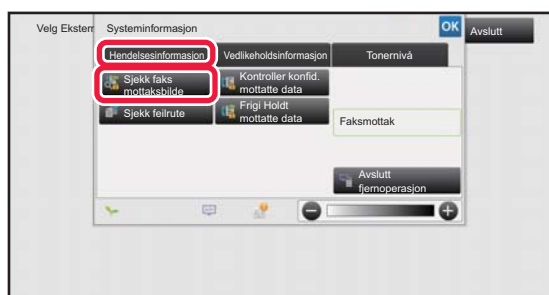 Velg Ekstern
Systeminformasjon
OK
Avslutt
Hendelsesinformasjon
Vedlikeholdsinformasjon
Tonernivå
Sjekk faks
mottaksbilde
Kontroller konfid.
mottatte data
Sjekk feilrute
Frigi Holdt
mottatte data
Faksmottak
Avslutt
fjernoperasjon